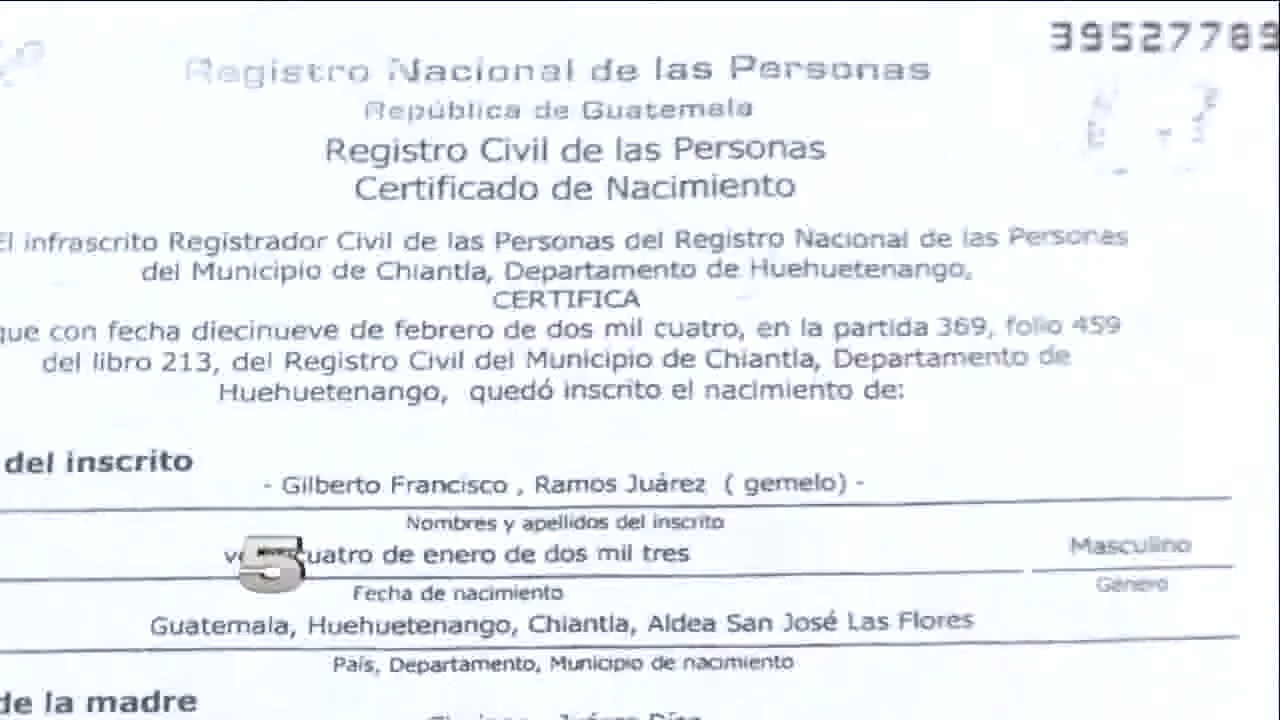 39527789
Registro Nacional de las Personas
República de Guatemala
Registro Civil de las Personas
Certificado de Nacimiento
El infrascrito Registrador Civil de las Personas del Registro Nacional de las Personas
del Municipio de Chiantla, Departamento de Huehuetenango,
CERTIFICA
que con fecha diecinueve de febrero de dos mil cuatro, en la partida 369, folio 459
del libro 213, del Registro Civil del Municipio de Chiantla, Departamento de
Huehuetenango, quedó inscrito el nacimiento de:
del inscrito
- Gilberto Francisco , Ramos Juárez ( gemelo) -
Nombres y apellidos del inscrito
5
cuatro de enero de dos mil tres
Masculino
Fecha de nacimiento
Género
Guatemala, Huehuetenango, Chiantla, Aldea San José Las Flores
País, Departamento, Municipio de nacimiento
de la madre